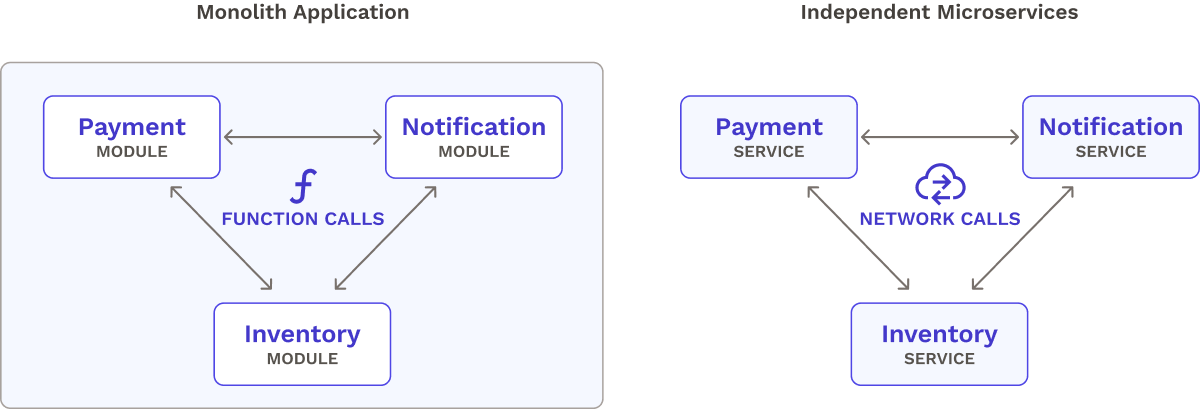 Monolith Application
Payment
MODULE
Notification
MODULE
FUNCTION CALLS
Inventory
MODULE
Independent Microservices
Payment
SERVICE
Notification
SERVICE
NETWORK CALLS
Inventory
SERVICE